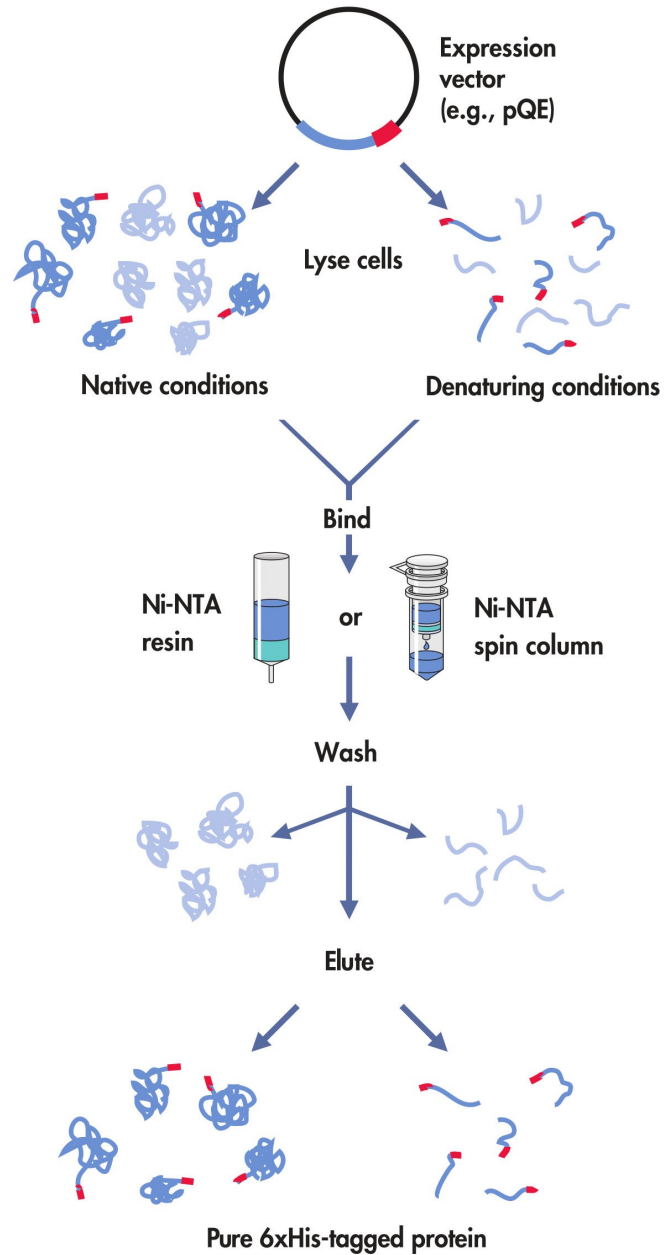 Expression
vector
(e.g., pQE)
Lyse cells
Native conditions
Denaturing conditions
Bind
Ni-NTA
resin
or
Ni-NTA
spin column
Wash
Elute
Pure 6xHis-tagged protein